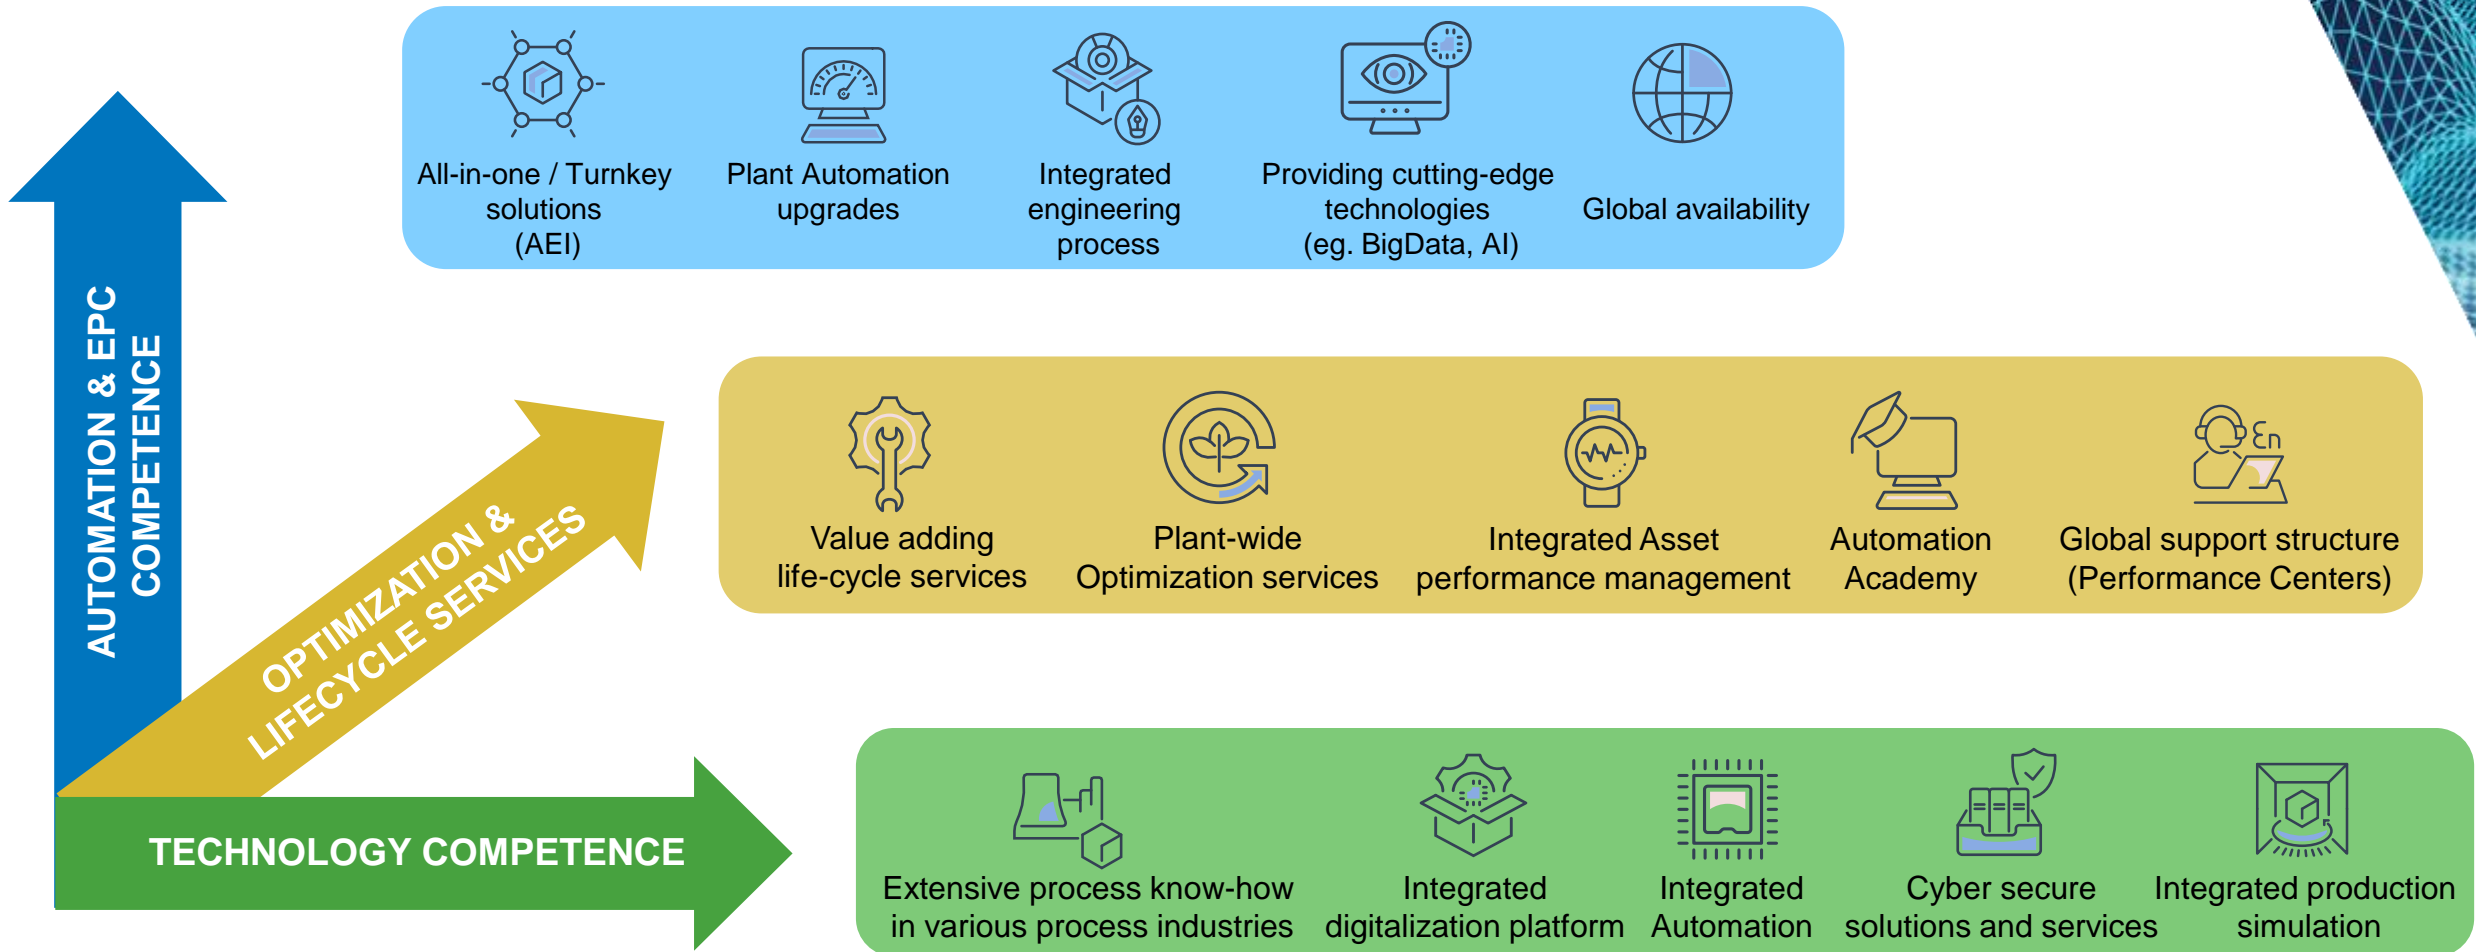 All-in-one / Turnkey
solutions
(AEI)
Plant Automation
upgrades
Integrated
engineering
process
Providing cutting-edge
technologies
(eg. BigData, AI)
Global availability
AUTOMATION & EPC
COMPETENCE
OPTIMIZATION &
LIFECYCLE SERVICES
En
Value adding
life-cycle services
Plant-wide
Optimization services
Integrated Asset
performance management
Automation
Academy
Global support structure
(Performance Centers)
TECHNOLOGY COMPETENCE
Extensive process know-how
in various process industries
Integrated
digitalization platform
Integrated
Automation
Cyber secure
solutions and services
Integrated production
simulation